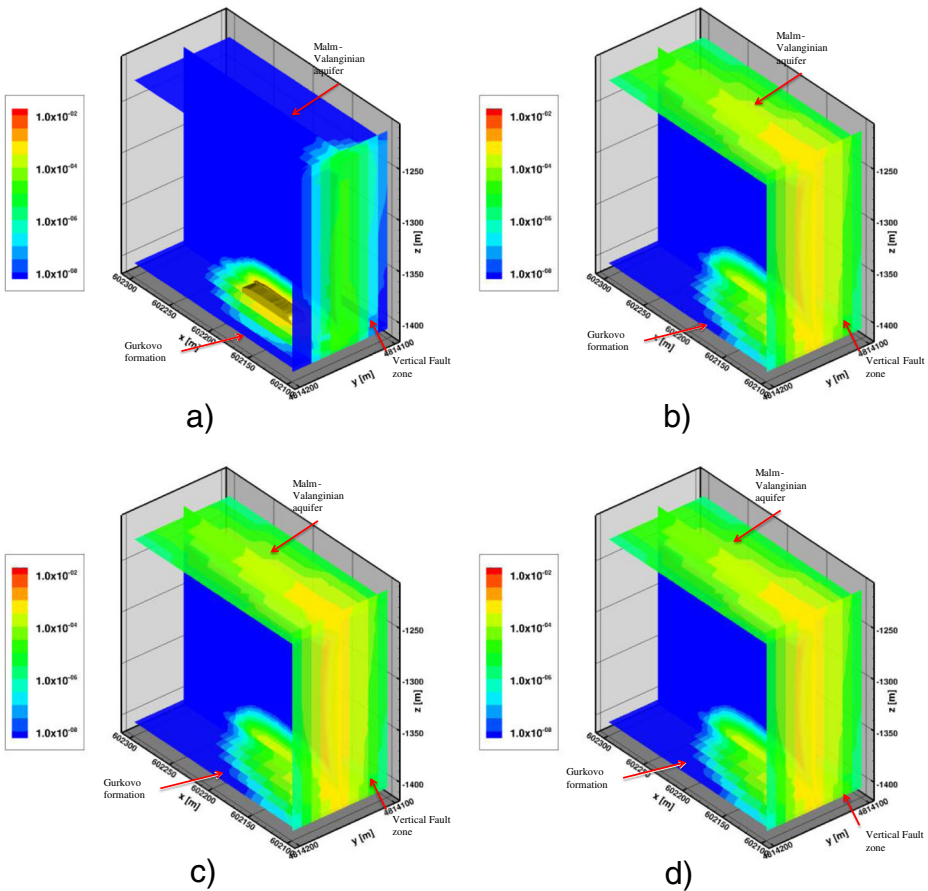 Malm-
Valanginian
aquifer
1.0x10-02
1.0x10-04
1.0x10-06
1.0x10-08
-1250
-1300
-1350
-1400
z [m]
602300
602250
602200
602150
602100
x [m]
4814200
4814100
y [m]
Gurkovo
formation
Vertical Fault
zone
a)
Malm-
Valanginian
aquifer
1.0x10-02
1.0x10-04
1.0x10-06
1.0x10-08
-1250
-1300
-1350
-1400
z [m]
602300
602250
602200
602150
602100
x [m]
4814200
4814100
y [m]
Gurkovo
formation
Vertical Fault
zone
b)
Malm-
Valanginian
aquifer
1.0x10-02
1.0x10-04
1.0x10-06
1.0x10-08
-1250
-1300
-1350
-1400
z [m]
602300
602250
602200
602150
602100
x [m]
4814200
4814100
y [m]
Gurkovo
formation
Vertical Fault
zone
c)
Malm-
Valanginian
aquifer
1.0x10-02
1.0x10-04
1.0x10-06
1.0x10-08
-1250
-1300
-1350
-1400
z [m]
602300
602250
602200
602150
602100
x [m]
4814200
4814100
y [m]
Gurkovo
formation
Vertical Fault
zone
d)